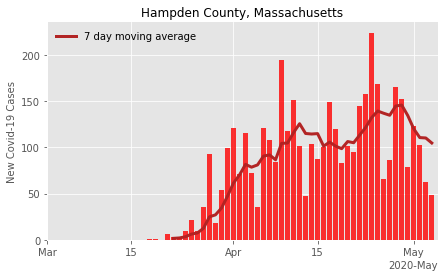 Hampden County, Massachusetts
7 day moving average
New Covid-19 Cases
200
150
100
50
0
Mar 15 Apr 15 May
2020-May